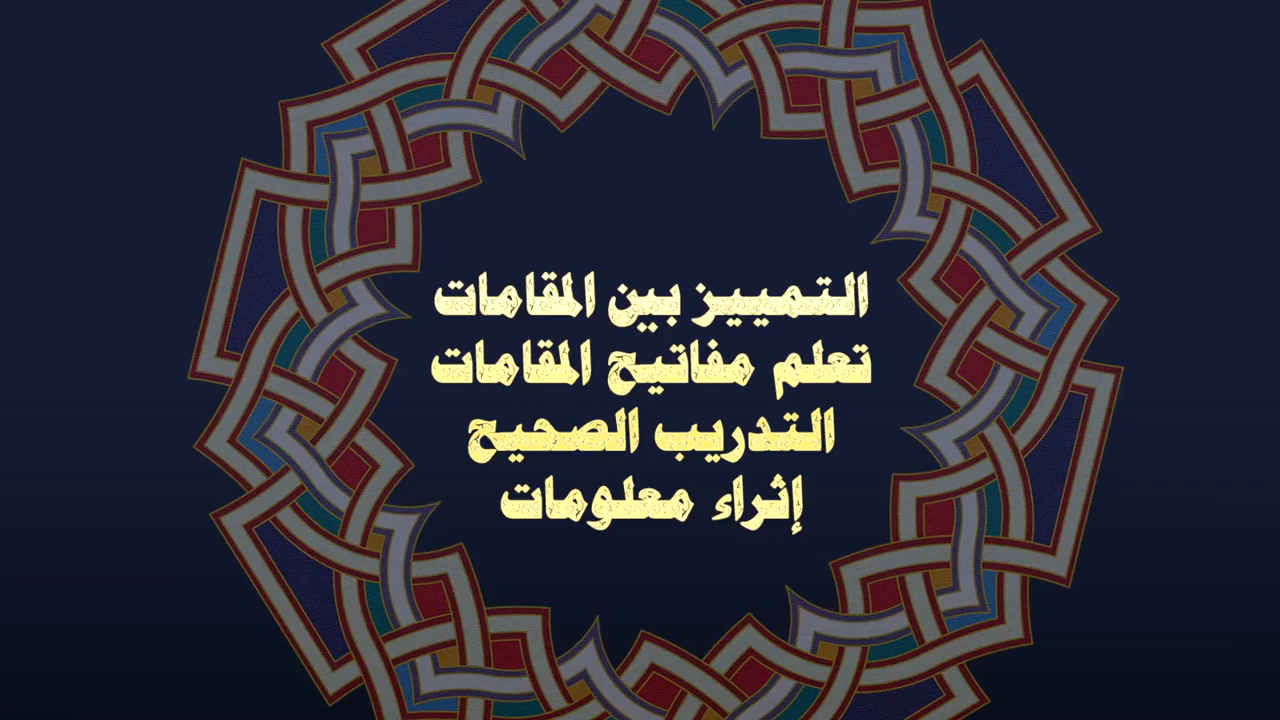 التمييز بين المقامات
تعلم مفاتيح المقامات
التدريب الصحيح
إثراء معلومات